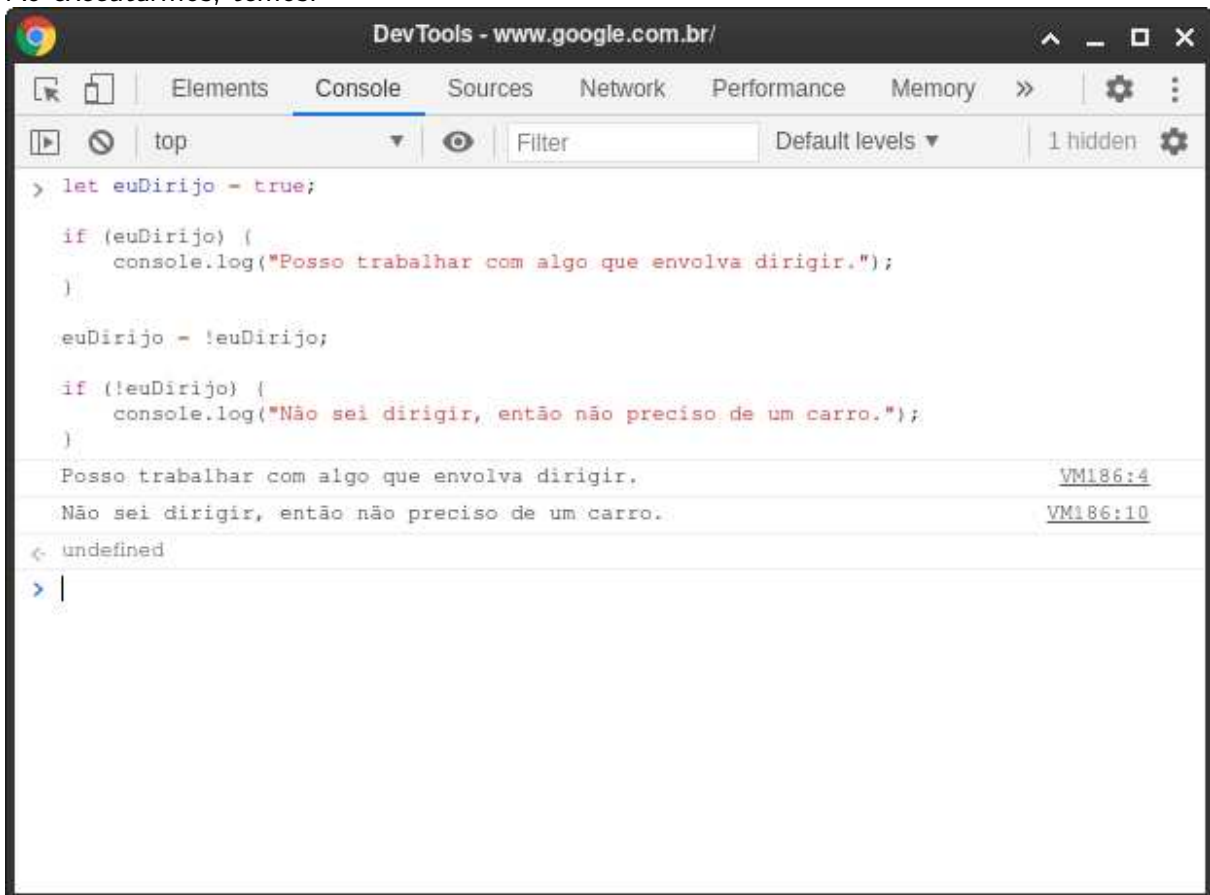 Ao executarmos, temos:
DevTools - www.google.com.br/
Elements Console Sources Network Performance Memory »
top Filter Default levels 1 hidden
> let euDirijo = true;
if (euDirijo) {
console.log("Posso trabalhar com algo que envolva dirigir.");
}
euDirijo = !euDirijo;
if (!euDirijo) {
console.log("Não sei dirigir, então não preciso de um carro.");
}
Posso trabalhar com algo que envolva dirigir. VM186:4
Não sei dirigir, então não preciso de um carro. VM186:10
undefined
>